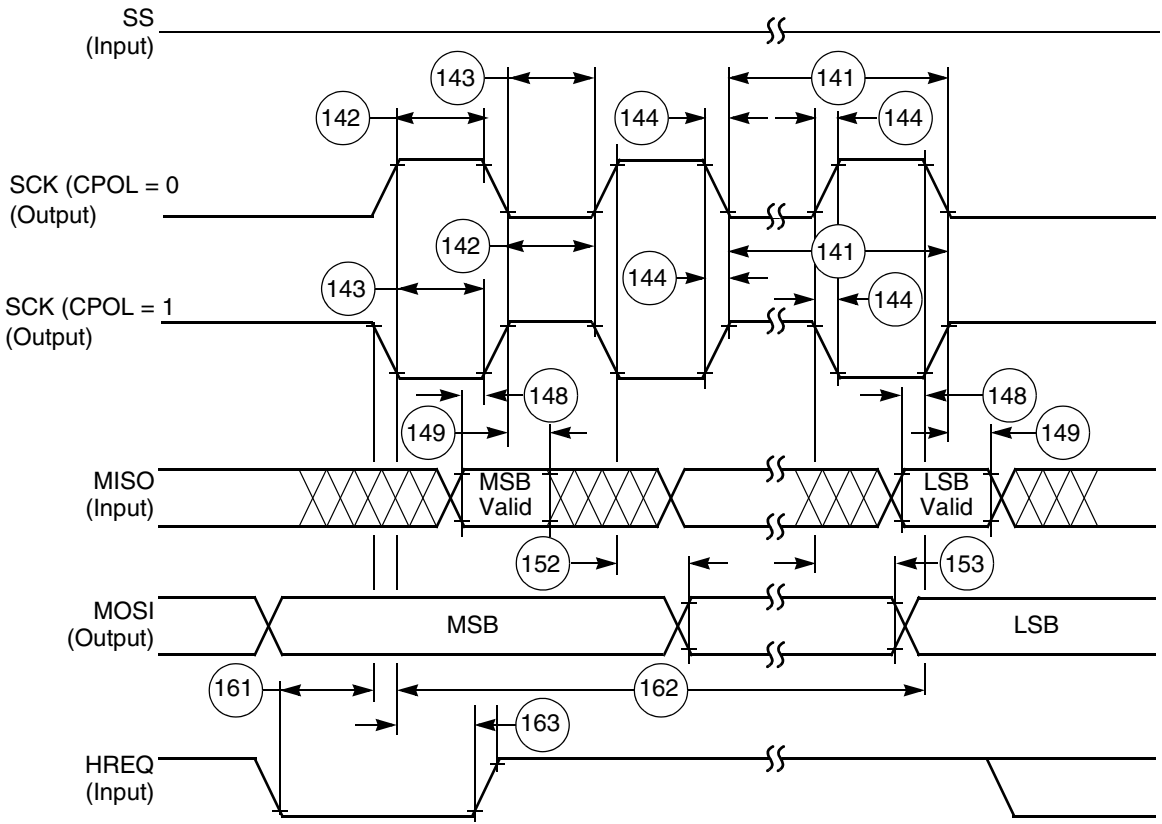 SS
(Input)
143
141
142
144
144
SCK (CPOL = 0
(Output)
142
141
143
144
144
SCK (CPOL = 1
(Output)
148
148
149
149
MISO
(Input)
MSB
Valid
LSB
Valid
152
153
MOSI
(Output)
MSB
LSB
161
162
163
HREQ
(Input)